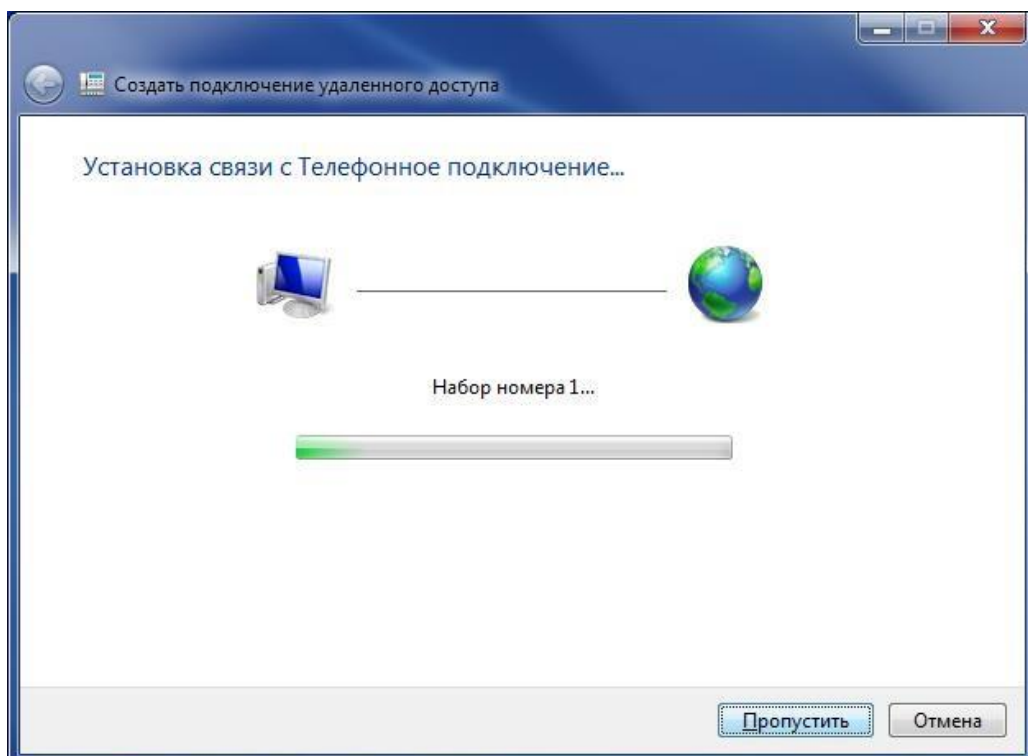 Создать подключение удаленного доступа
Установка связи с Телефонное подключение...
Набор номера 1...
Пропустить
Отмена